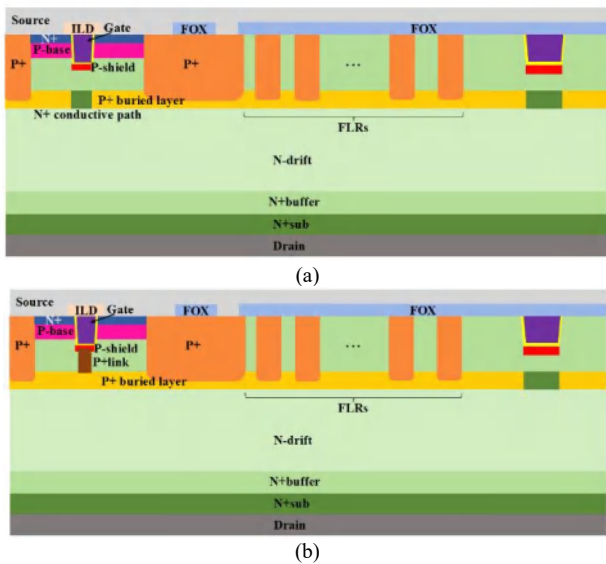 Source
ILD Gate
N+ FOX FOX
P-base
P+ P-shield P+ ...
P+ buried layer
N+ conductive path
FLRs
N-drift
N+buffer
N+sub
Drain
(a)
Source
ILD Gate
N+ FOX FOX
P-base
P+ P-shield P+ ...
P+link
P+ buried layer
FLRs
N-drift
N+buffer
N+sub
Drain
(b)